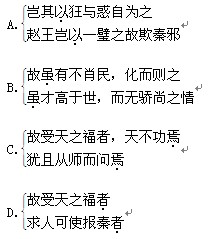 A. 岂其以狂与惑自为之
赵王岂以一璧之故欺秦邪
B. 故虽有不肖民，化而则之
虽才高于世，而无骄尚之情
C. 故受天之福者，天不功焉
犹且从师而问焉
D. 故受天之福者
求人可使报秦者